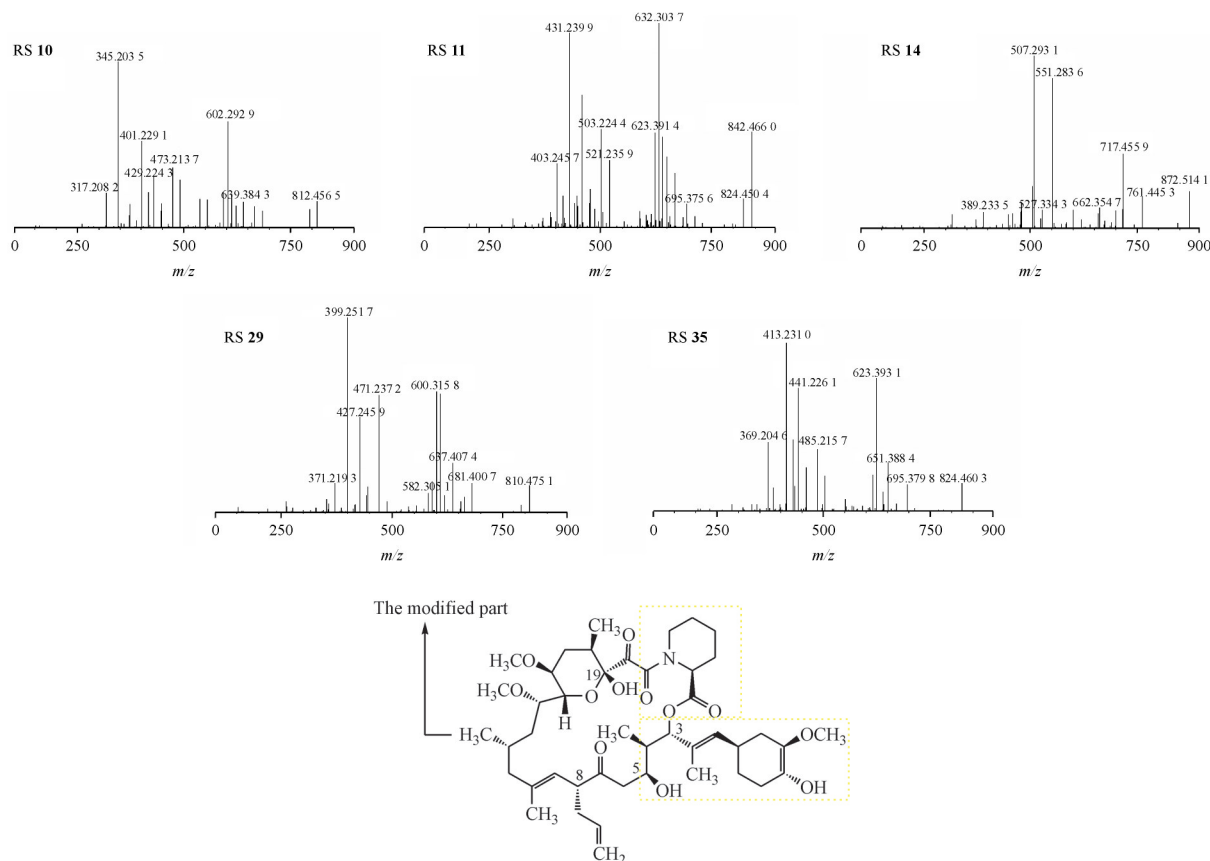 RS 10
345.203 5
401.229 1
429.224 3
473.213 7
602.292 9
317.208 2
639.384 3
812.456 5
0 250 500 750 900
m/z
RS 11
632.303 7
431.239 9
503.224 4
623.391 4
842.466 0
403.245 7
521.235 9
695.375 6
824.450 4
0 250 500 750 900
m/z
RS 14
507.293 1
551.283 6
717.455 9
872.514 1
761.445 3
389.233 5
527.334 3
662.354 7
0 250 500 750 900
m/z
RS 29
399.251 7
471.237 2
600.315 8
427.245 9
637.407 4
371.219 3
681.400 7
582.305 1
810.475 1
0 250 500 750 900
m/z
RS 35
413.231 0
441.226 1
623.393 1
369.204 6
485.215 7
651.388 4
695.379 8
824.460 3
0 250 500 750 900
m/z
The modified part
CH3
O
H3CO
19
OH
O
N
O
H3CO
O
H
O
O
H3C
H3C
3
OCH3
O
8
5
CH3
OH
OH
CH3
CH2